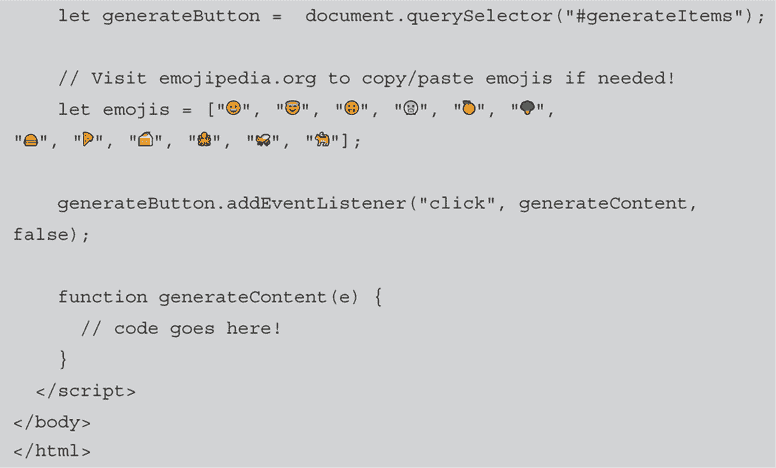 let generateButton =  document.querySelector("#generateItems");
// Visit emojipedia.org to copy/paste emojis if needed!
let emojis = ["😀", "😇", "", "", "", "🥦",
"🍔", "🍕", "🍰", "", "", ""];
generateButton.addEventListener("click", generateContent,
false);
function generateContent(e) {
// code goes here!
}
</script>
</body>
</html>